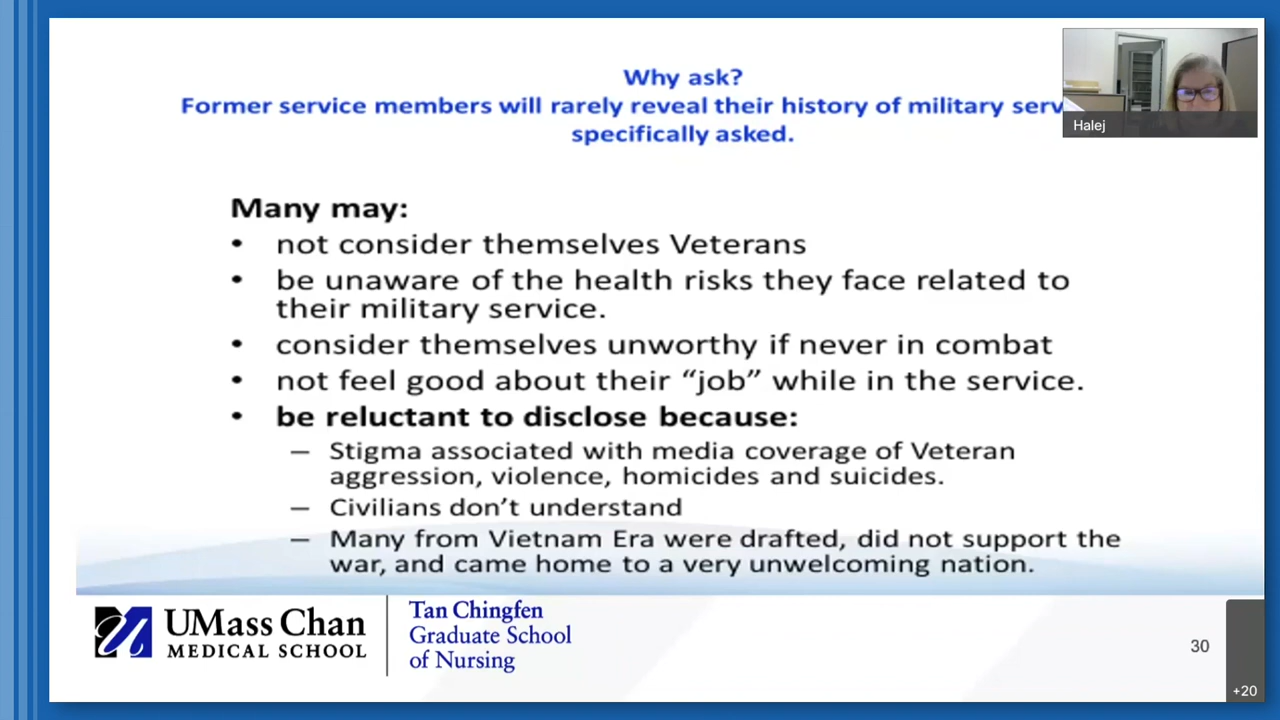 Why ask?
Former service members will rarely reveal their history of military serv
specifically asked.
Halej
Many may:
• not consider themselves Veterans
• be unaware of the health risks they face related to
their military service.
• consider themselves unworthy if never in combat
• not feel good about their “job” while in the service.
• be reluctant to disclose because:
– Stigma associated with media coverage of Veteran
aggression, violence, homicides and suicides.
– Civilians don’t understand
– Many from Vietnam Era were drafted, did not support the
war, and came home to a very unwelcoming nation.
UMass Chan
MEDICAL SCHOOL
Tan Chingfen
Graduate School
of Nursing
30
+20